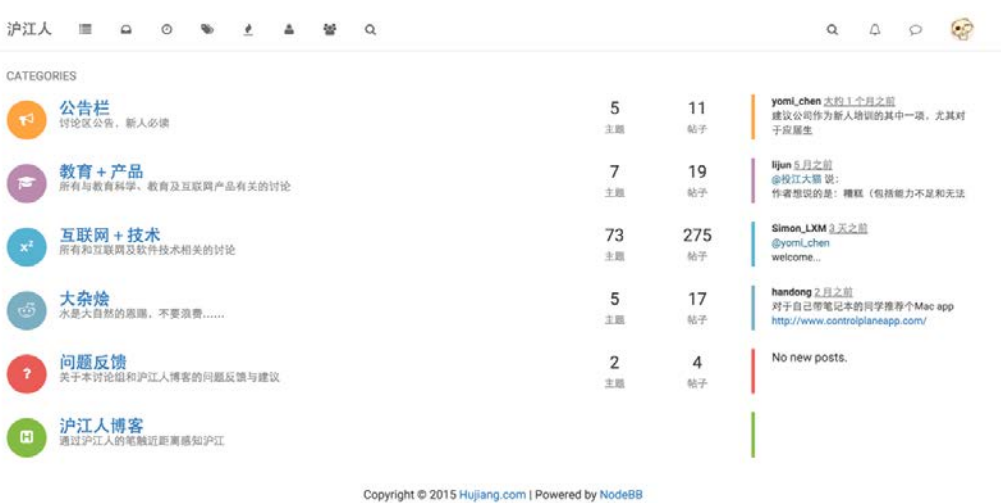 沪江人
CATEGORIES
公告栏
讨论区公告，新人必读
5
主题
11
帖子
yomi_chen 大约 1 个月之前
建议公司作为新人培训的其中一项，尤其对
于应届生
教育 + 产品
所有与教育科学、教育及互联网产品有关的讨论
7
主题
19
帖子
lijun 5 月之前
@投江大猫 说：
作者想说的是：糟糕（包括能力不足和无法
互联网 + 技术
所有和互联网及软件技术相关的讨论
73
主题
275
帖子
Simon_LXM 3 天之前
@yomi_chen
welcome...
大杂烩
水是大自然的恩赐，不要浪费......
5
主题
17
帖子
handong 2 月之前
对于自己带笔记本的同学推荐个Mac app
http://www.controlplaneapp.com/
问题反馈
关于本讨论组和沪江人博客的问题反馈与建议
2
主题
4
帖子
No new posts.
沪江人博客
通过沪江人的笔触近距离感知沪江
Copyright © 2015 Hujiang.com | Powered by NodeBB